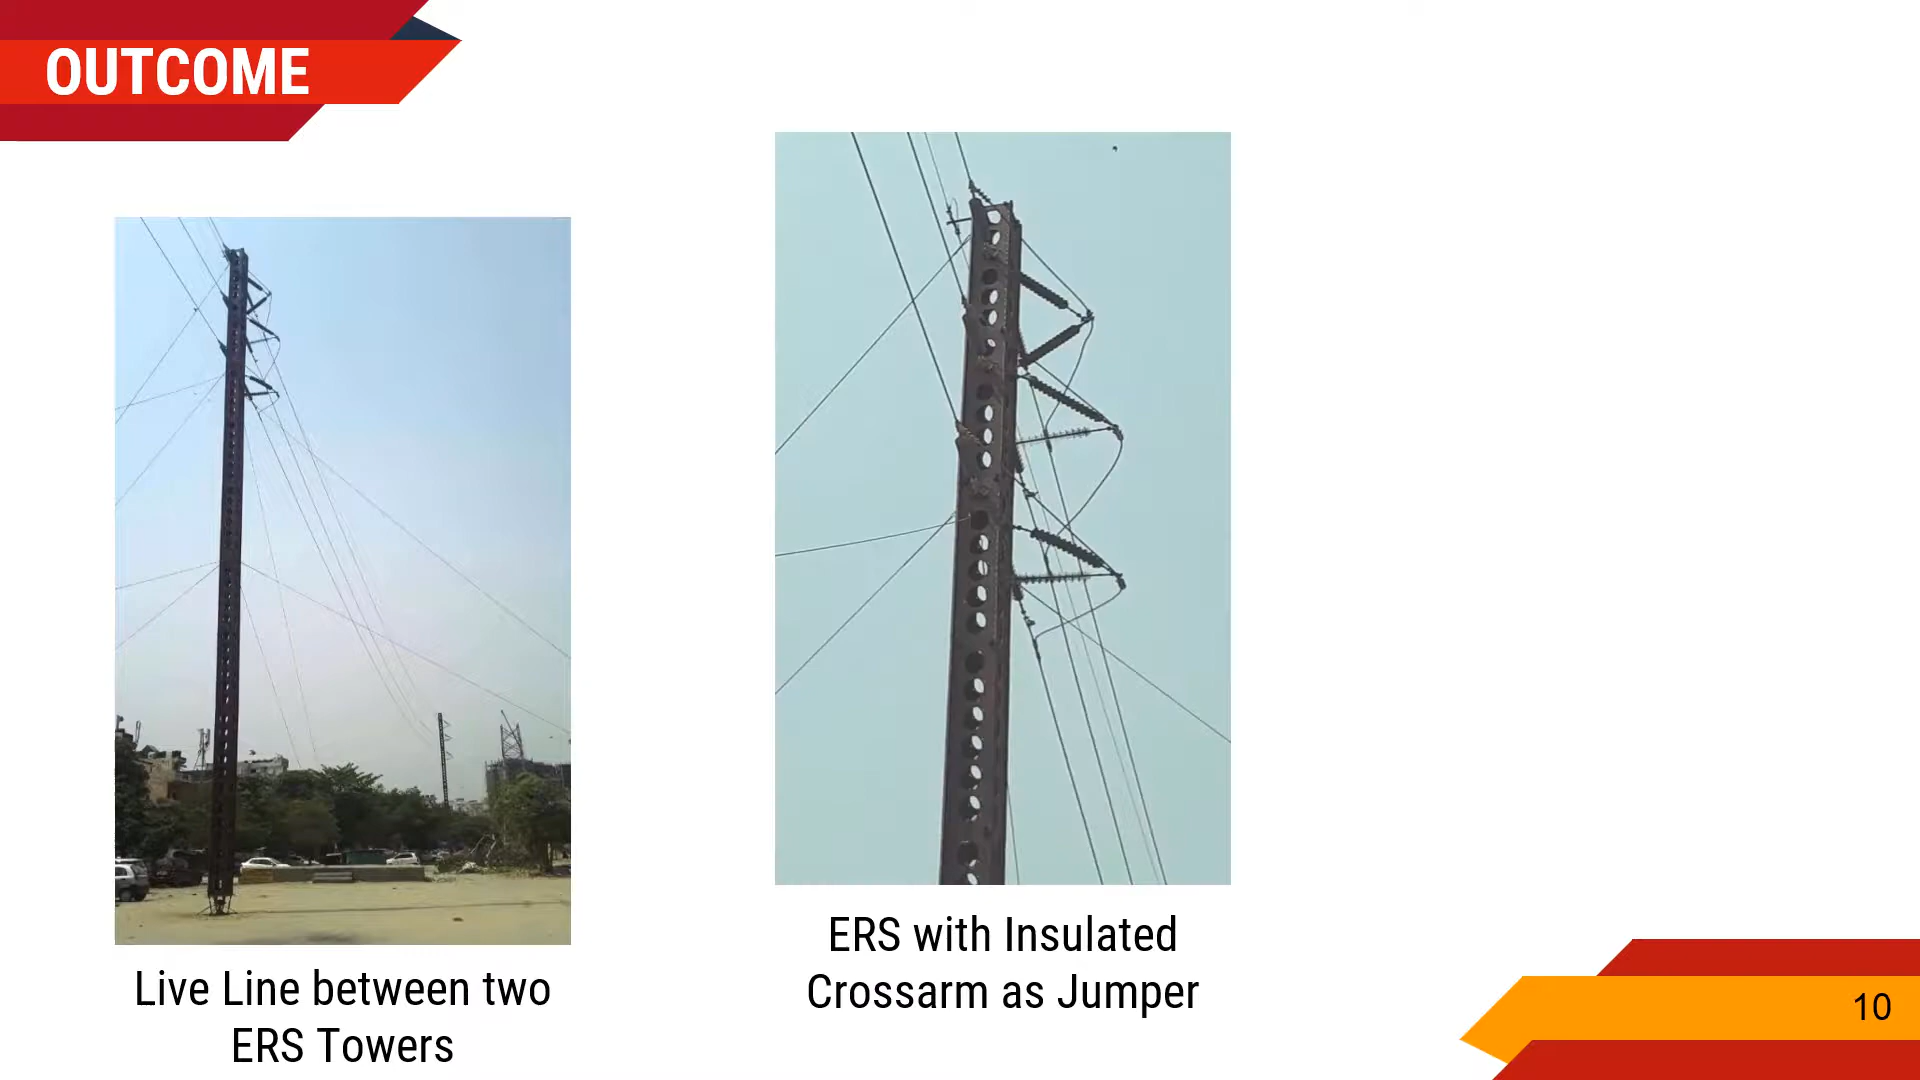 OUTCOME
Live Line between two
ERS Towers
ERS with Insulated
Crossarm as Jumper
10